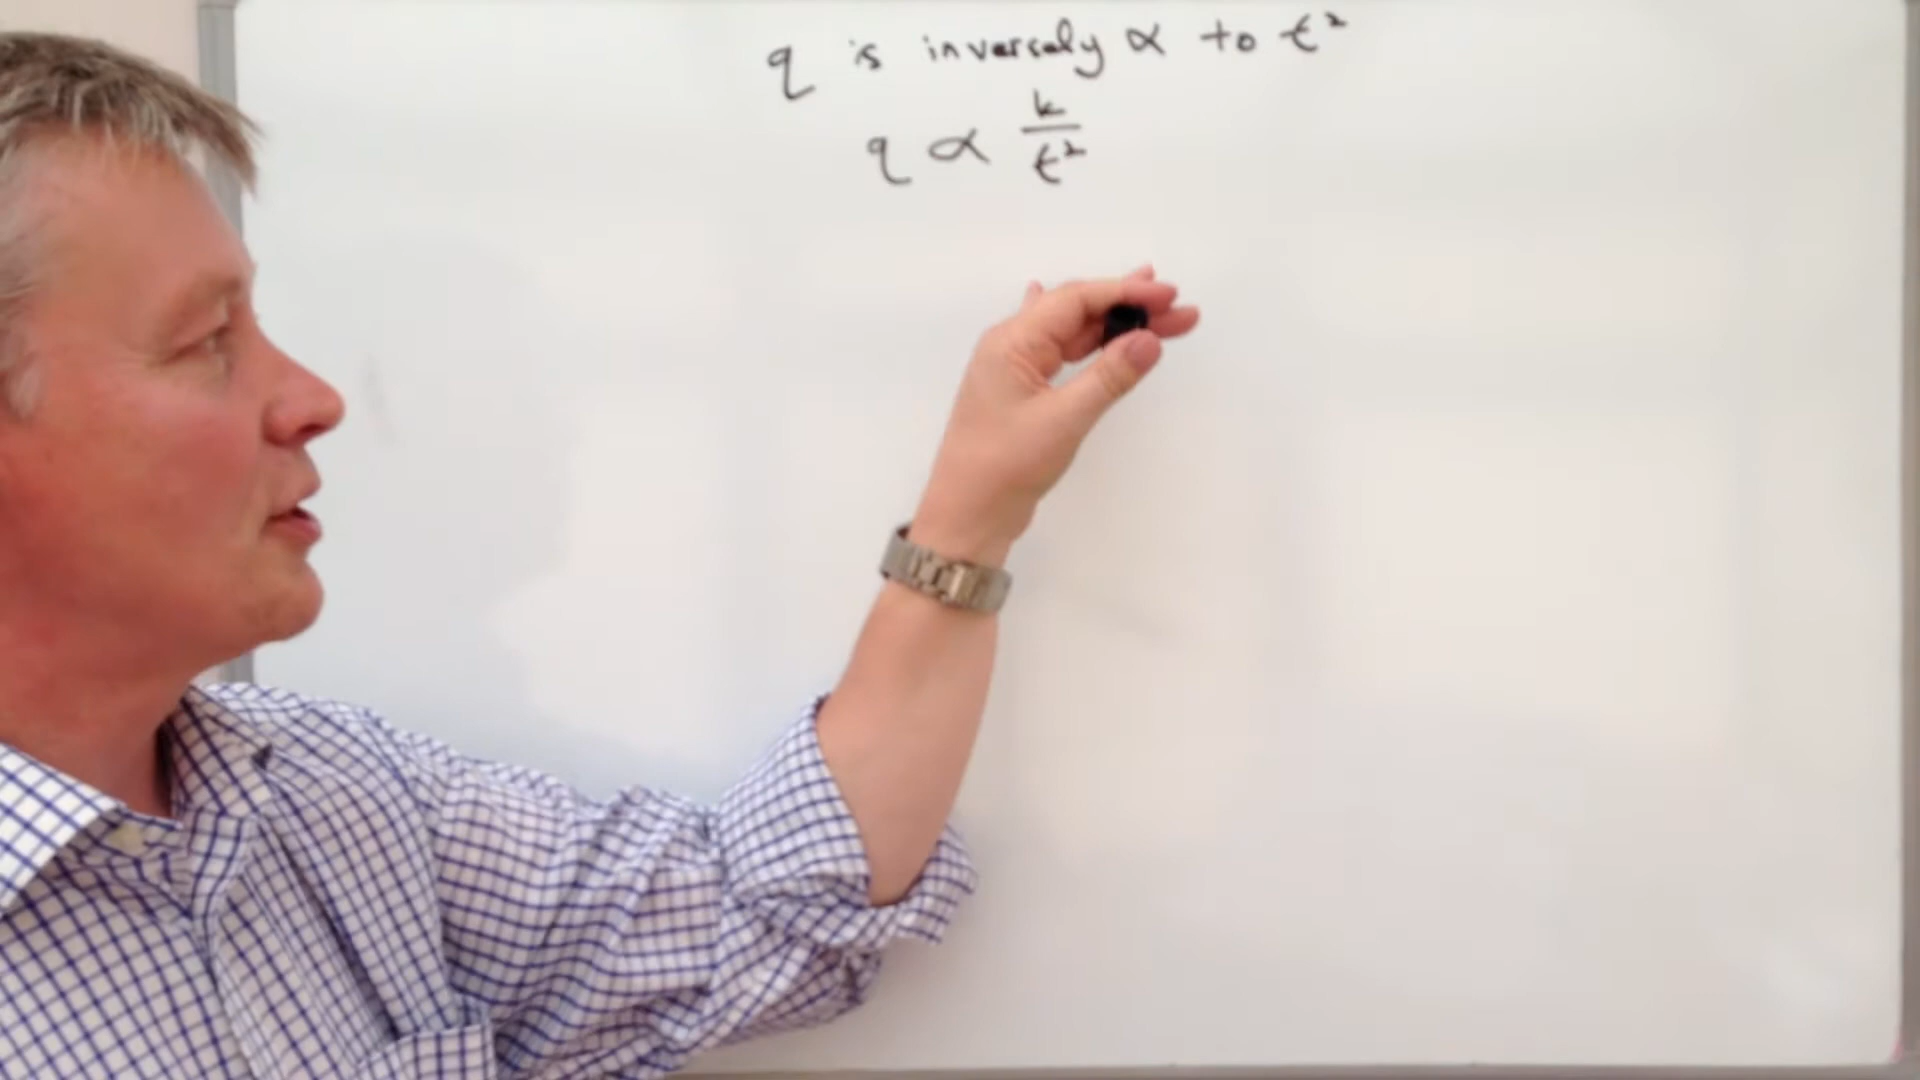 q is inversely ∝ to t²
q ∝ k/t²